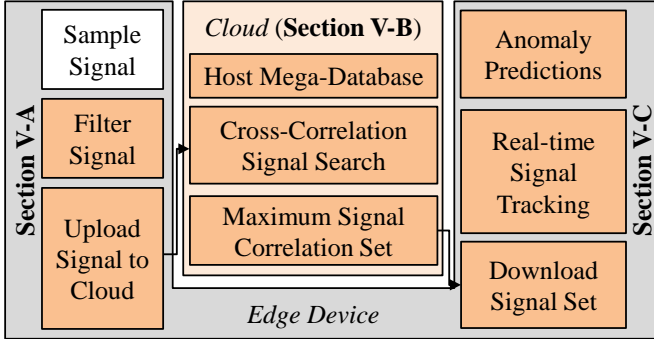 Section V-A
Sample
Signal
Filter
Signal
Upload
Signal to
Cloud
Cloud (Section V-B)
Host Mega-Database
Cross-Correlation
Signal Search
Maximum Signal
Correlation Set
Anomaly
Predictions
Real-time
Signal
Tracking
Download
Signal Set
Section V-C
Edge Device